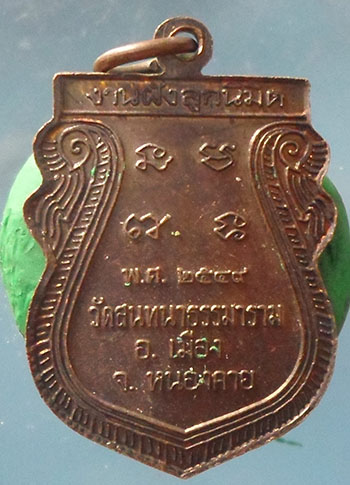 งานฝังลูกนิมิต
พ.ศ. ๒๕๔๙
วัดสนทนาธรรมาราม
อ. เมือง
จ. หนองคาย